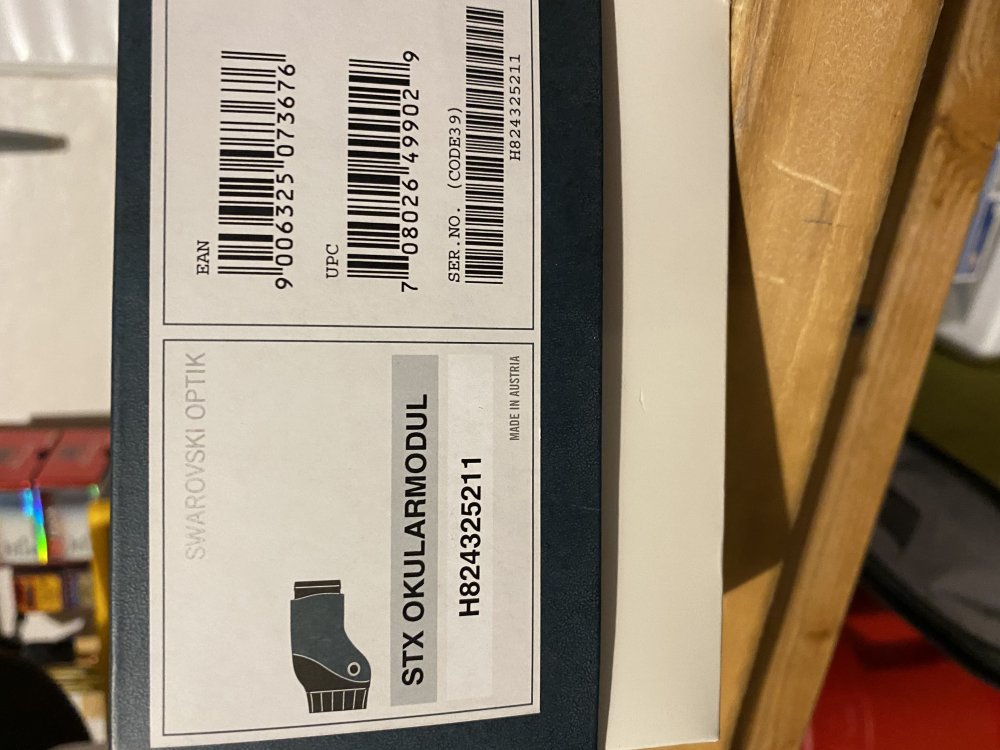 SWAROVSKI OPTIK
STX OKULARMODUL
H824325211
MADE IN AUSTRIA
EAN
9 006325 073676
UPC
7 08026 49902 9
SER.NO. (CODE39)
H824325211